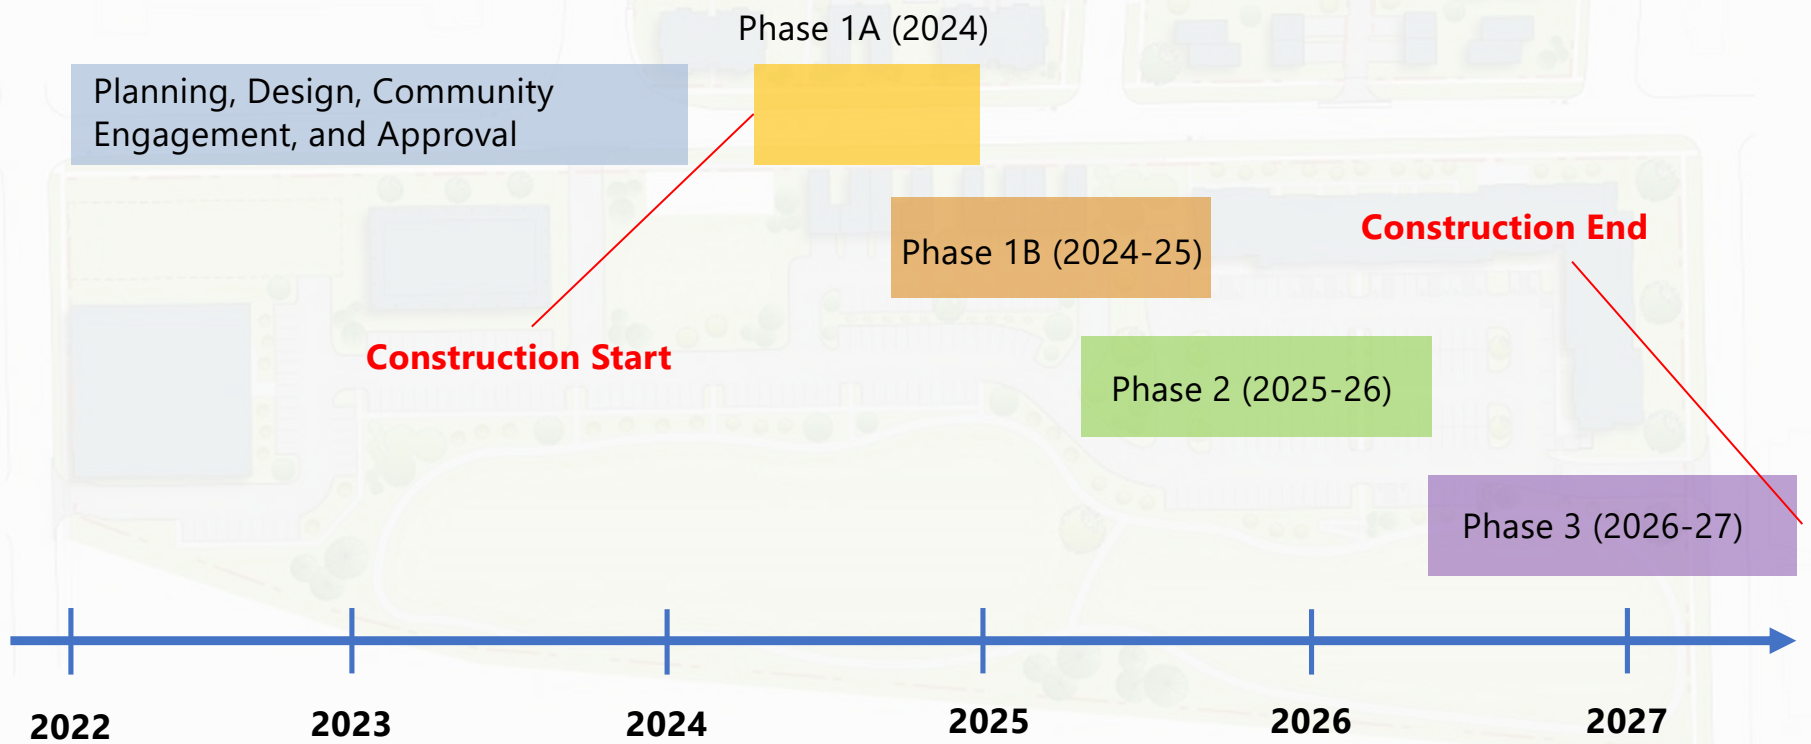 Phase 1A (2024)
Planning, Design, Community
Engagement, and Approval
Phase 1B (2024-25)
Construction End
Construction Start
Phase 2 (2025-26)
Phase 3 (2026-27)
2022
2023
2024
2025
2026
2027